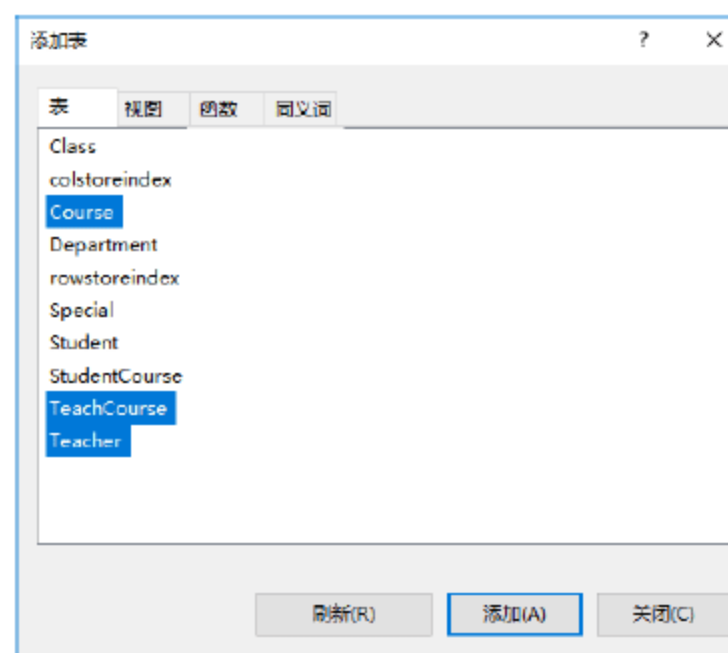 添加表 ? ×
表 视图 函数 同义词
Class
colstoreindex
Course
Department
rowstoreindex
Special
Student
StudentCourse
TeachCourse
Teacher
刷新(R) 添加(A) 关闭(C)